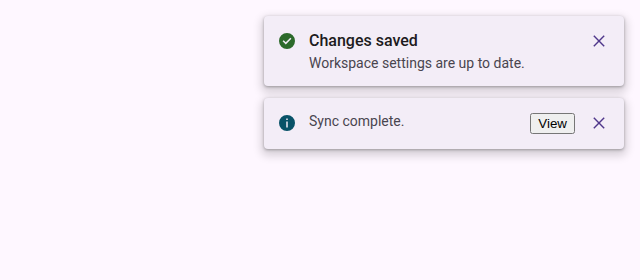 Changes saved
Workspace settings are up to date.
Sync complete.
View